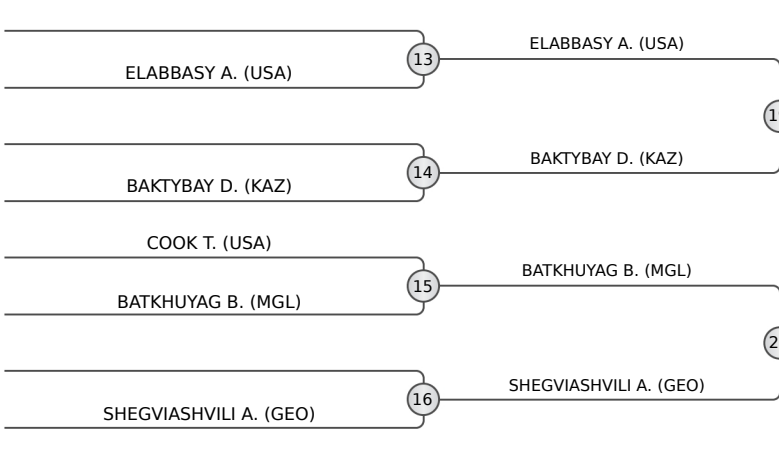 ELABBASY A. (USA)
13
ELABBASY A. (USA)
BAKTYBAY D. (KAZ)
14
BAKTYBAY D. (KAZ)
COOK T. (USA)
BATKHUYAG B. (MGL)
15
BATKHUYAG B. (MGL)
SHEGVIASHVILI A. (GEO)
16
SHEGVIASHVILI A. (GEO)